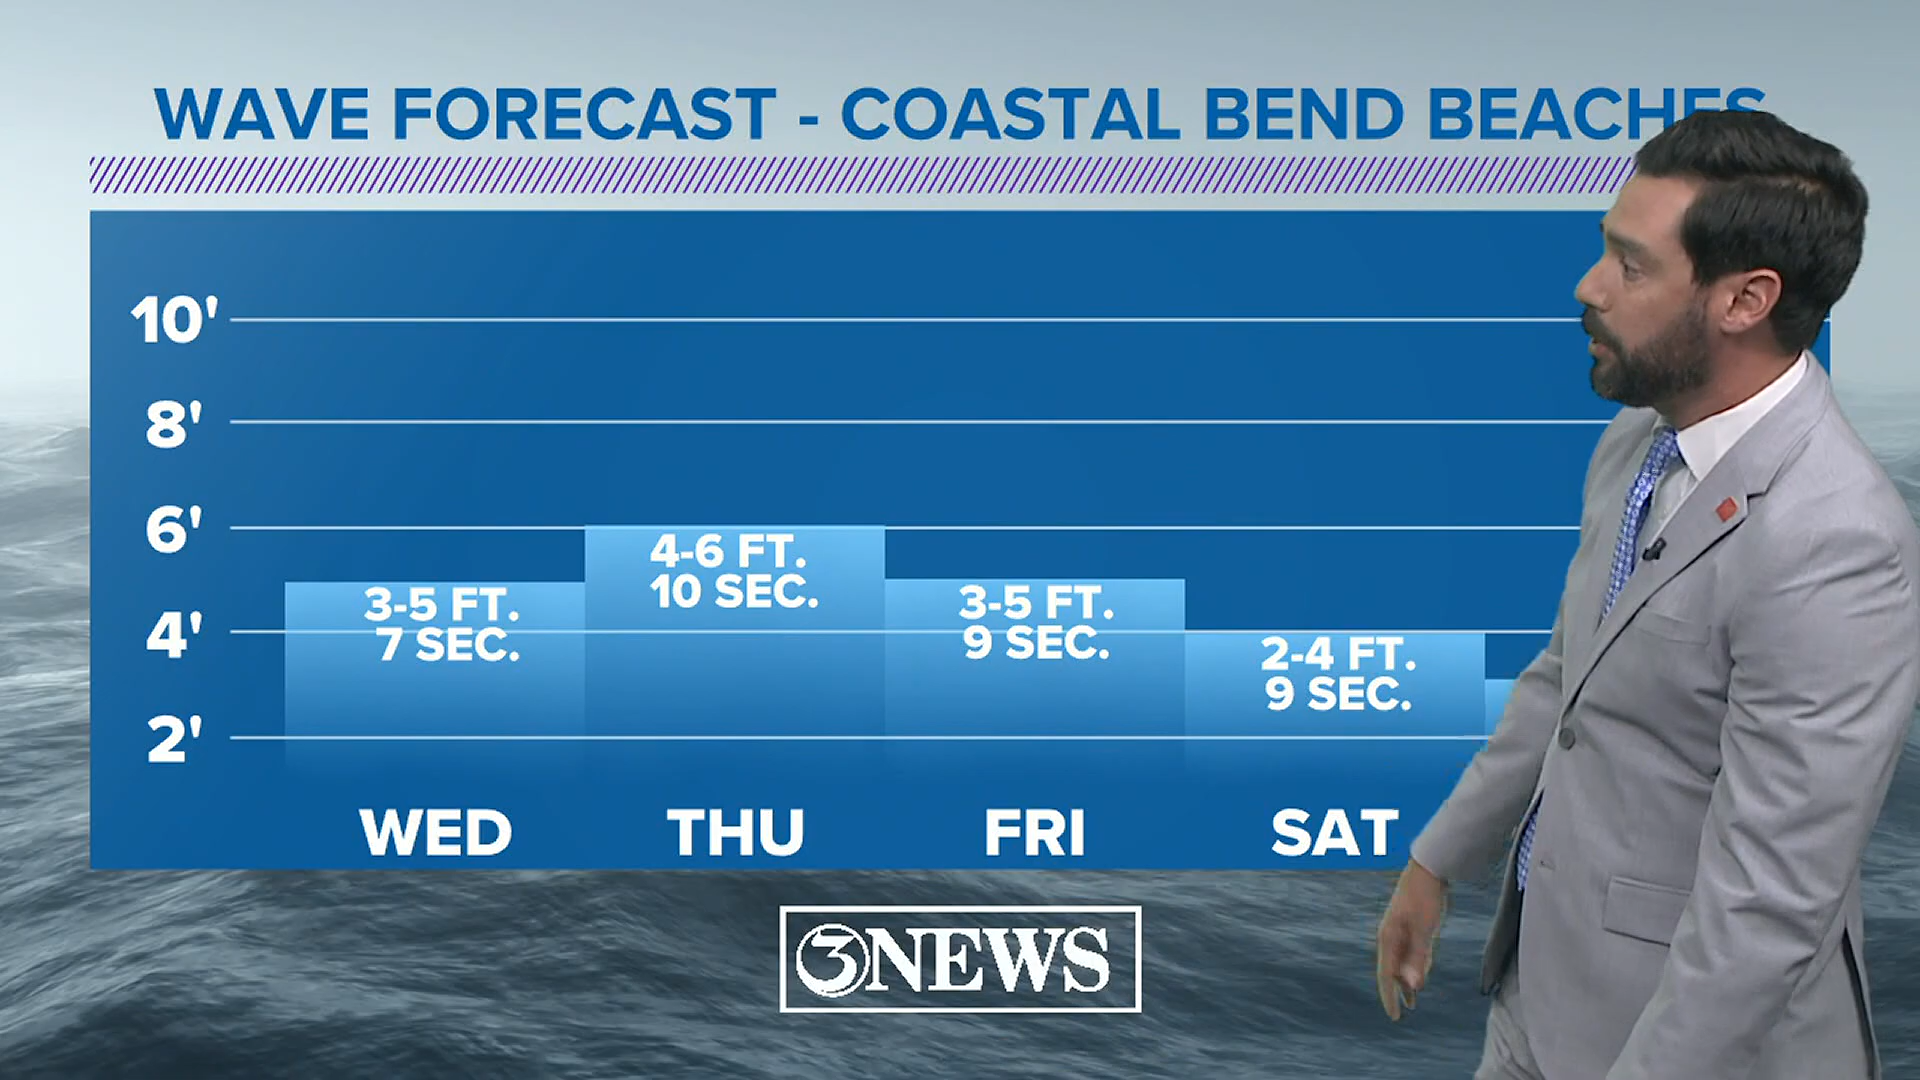 WAVE FORECAST - COASTAL BEND BEACHES
10'
8'
6'
4'
2'
3-5 FT.
7 SEC.
4-6 FT.
10 SEC.
3-5 FT.
9 SEC.
2-4 FT.
9 SEC.
WED
THU
FRI
SAT
3NEWS